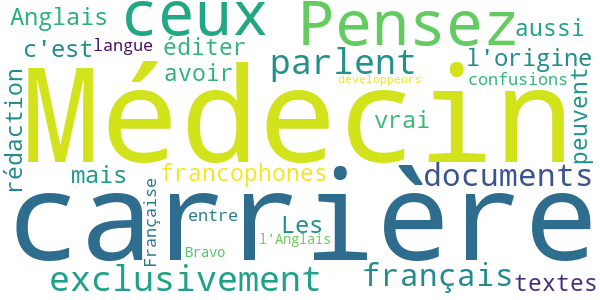 Anglais
ceux
Pensez
aussi
c'est
langue
éditer
parlent
l'origine
avoir
développeurs
confusions
Médecin
rédaction
vrai
peuvent
mais
francophones
documents
carrière
Française
entre
Les
Bravo
l'Anglais
exclusivement
français
textes